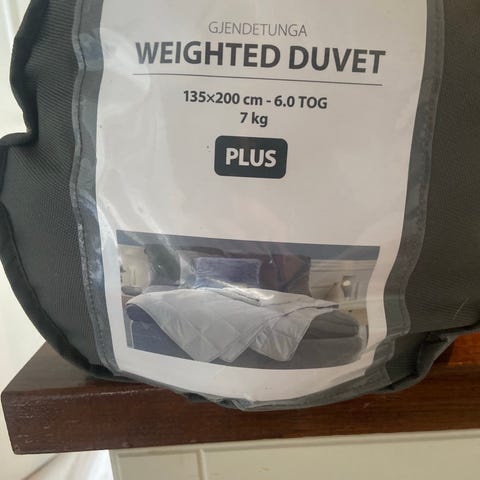 GJENDETUNGA
WEIGHTED DUVET
135×200 cm - 6.0 TOG
7 kg
PLUS